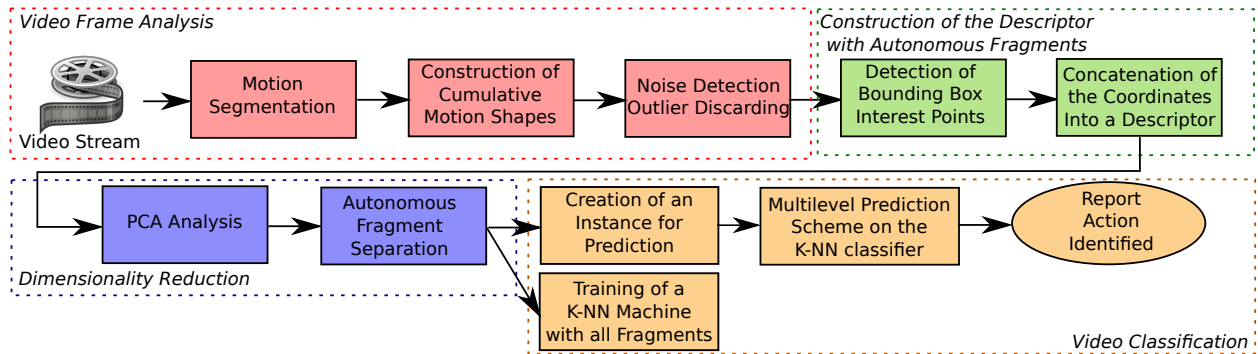 Video Frame Analysis
Video Stream
Motion
Segmentation
Construction of
Cumulative
Motion Shapes
Noise Detection
Outlier Discarding
Construction of the Descriptor
with Autonomous Fragments
Detection of
Bounding Box
Interest Points
Concatenation of
the Coordinates
Into a Descriptor
PCA Analysis
Autonomous
Fragment
Separation
Dimensionality Reduction
Creation of an
Instance for
Prediction
Multilevel Prediction
Scheme on the
K-NN classifier
Report
Action
Identified
Training of a
K-NN Machine
with all Fragments
Video Classification